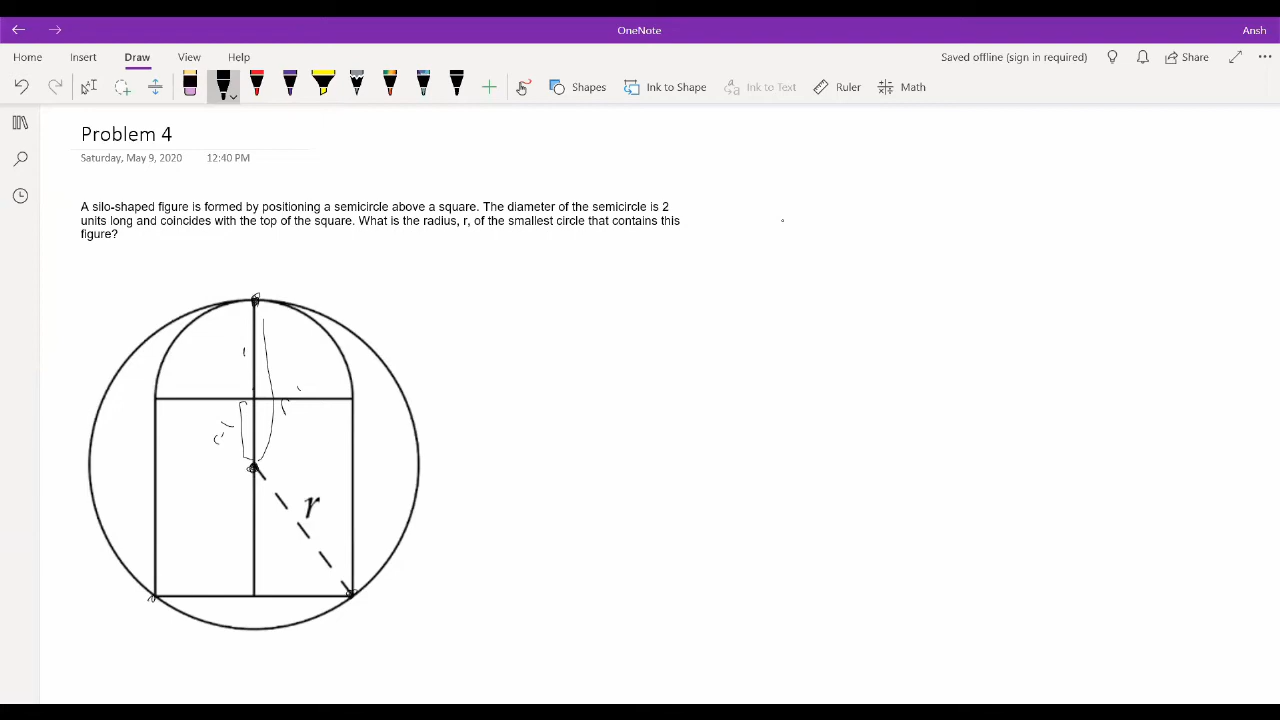 OneNote
Ansh
Home Insert Draw View Help
Saved offline (sign in required)
Share
Shapes
Ink to Shape
Ink to Text
Ruler
Math
Problem 4
Saturday, May 9, 2020 12:40 PM
A silo-shaped figure is formed by positioning a semicircle above a square. The diameter of the semicircle is 2
units long and coincides with the top of the square. What is the radius, r, of the smallest circle that contains this
figure?
1
r
r-1
r